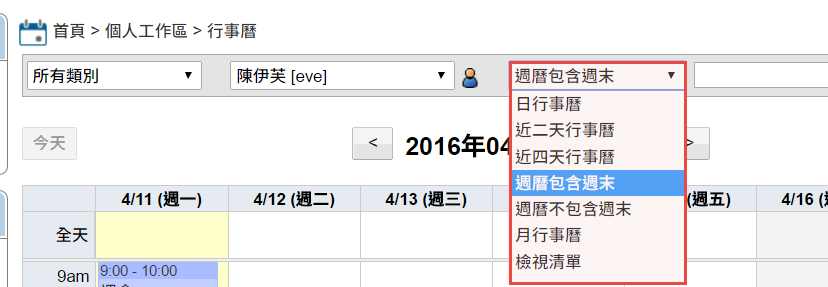 首頁 > 個人工作區 > 行事曆
所有類別 陳伊芙 [eve] 週曆包含週末
日行事曆
近二天行事曆
近四天行事曆
週曆包含週末
週曆不包含週末
月行事曆
檢視清單
今天 < 2016年04 >
4/11 (週一) 4/12 (週二) 4/13 (週三) (週五) 4/16
全天
9am 9:00 - 10:00